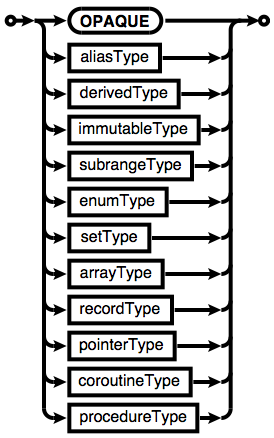 OPAQUE
aliasType
derivedType
immutableType
subrangeType
enumType
setType
arrayType
recordType
pointerType
coroutineType
procedureType